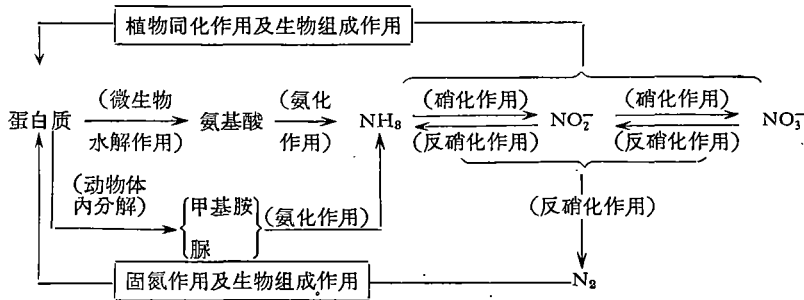 植物同化作用及生物组成作用
(微生物 (氨化 (硝化作用) (硝化作用)
蛋白质 氨基酸 NH₈ NO₂⁻ NO₃⁻
水解作用) 作用) (反硝化作用) (反硝化作用)
(动物体
内分解) 甲基胺 (氨化作用) (反硝化作用)
脲
固氮作用及生物组成作用 N₂